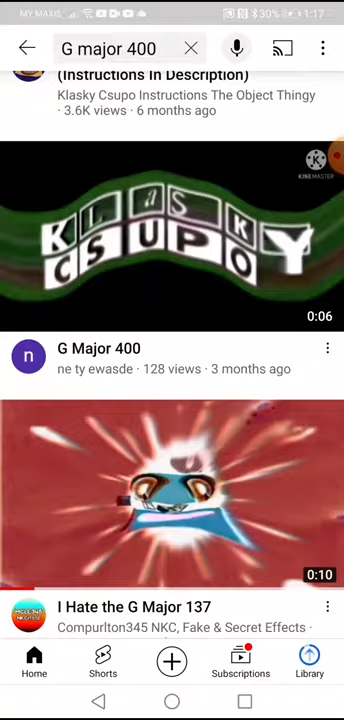 MY MAXIS
30%
1:17
G major 400
(Instructions In Description)
Klasky Csupo Instructions The Object Thingy
· 3.6K views · 6 months ago
KINEMASTER
KLaSKY
CSUPO
0:06
n
G Major 400
ne ty ewasde · 128 views · 3 months ago
0:10
I Hate the G Major 137
Compurlton345 NKC, Fake & Secret Effects ·
Home
Shorts
Subscriptions
Library